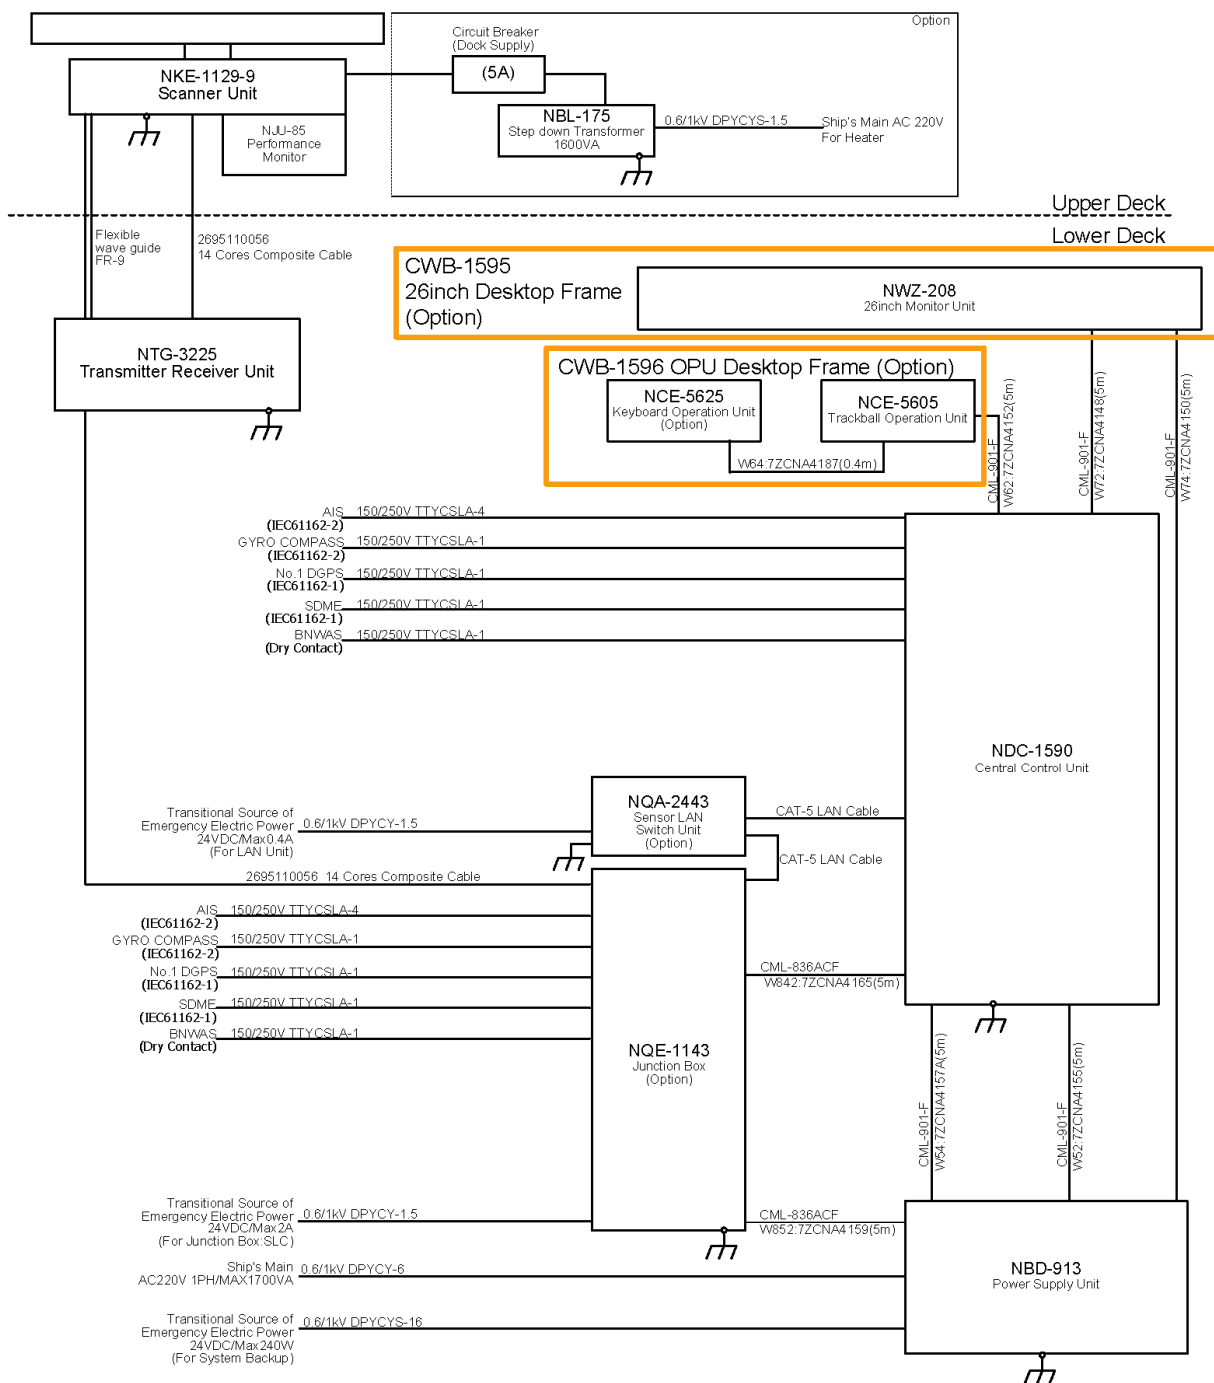 Option
Circuit Breaker
(Dock Supply)
(5A)
NKE-1129-9
Scanner Unit
NJU-85
Performance
Monitor
NBL-175
Step down Transformer
1600VA
0.6/1kV DPYCYS-1.5
Ship's Main AC 220V
For Heater
Upper Deck
Lower Deck
Flexible
wave guide
FR-9
2695110056
14 Cores Composite Cable
CWB-1595
26inch Desktop Frame
(Option)
NWZ-208
26inch Monitor Unit
NTG-3225
Transmitter Receiver Unit
CWB-1596 OPU Desktop Frame (Option)
NCE-5625
Keyboard Operation Unit
(Option)
NCE-5605
Trackball Operation Unit
W64:7ZCNA4187(0.4m)
CML-901-F
W62:7ZCNA4152(5m)
CML-901-F
W72:7ZCNA4148(5m)
CML-901-F
W74:7ZCNA4150(5m)
AIS 150/250V TTYCSLA-4
(IEC61162-2)
GYRO COMPASS 150/250V TTYCSLA-1
(IEC61162-2)
No.1 DGPS 150/250V TTYCSLA-1
(IEC61162-1)
SDME 150/250V TTYCSLA-1
(IEC61162-1)
BNWAS 150/250V TTYCSLA-1
(Dry Contact)
NDC-1590
Central Control Unit
NQA-2443
Sensor LAN
Switch Unit
(Option)
CAT-5 LAN Cable
CAT-5 LAN Cable
Transitional Source of
Emergency Electric Power 0.6/1kV DPYCY-1.5
24VDC/Max0.4A
(For LAN Unit)
2695110056 14 Cores Composite Cable
AIS 150/250V TTYCSLA-4
(IEC61162-2)
GYRO COMPASS 150/250V TTYCSLA-1
(IEC61162-2)
No.1 DGPS 150/250V TTYCSLA-1
(IEC61162-1)
SDME 150/250V TTYCSLA-1
(IEC61162-1)
BNWAS 150/250V TTYCSLA-1
(Dry Contact)
CML-836ACF
W842:7ZCNA4165(5m)
NQE-1143
Junction Box
(Option)
CML-901-F
W54:7ZCNA4157A(5m)
CML-901-F
W52:7ZCNA4155(5m)
Transitional Source of
Emergency Electric Power 0.6/1kV DPYCY-1.5
24VDC/Max2A
(For Junction Box:SLC)
CML-836ACF
W852:7ZCNA4159(5m)
Ship's Main 0.6/1kV DPYCY-6
AC220V 1PH/MAX1700VA
NBD-913
Power Supply Unit
Transitional Source of 0.6/1kV DPYCYS-16
Emergency Electric Power
24VDC/Max240W
(For System Backup)